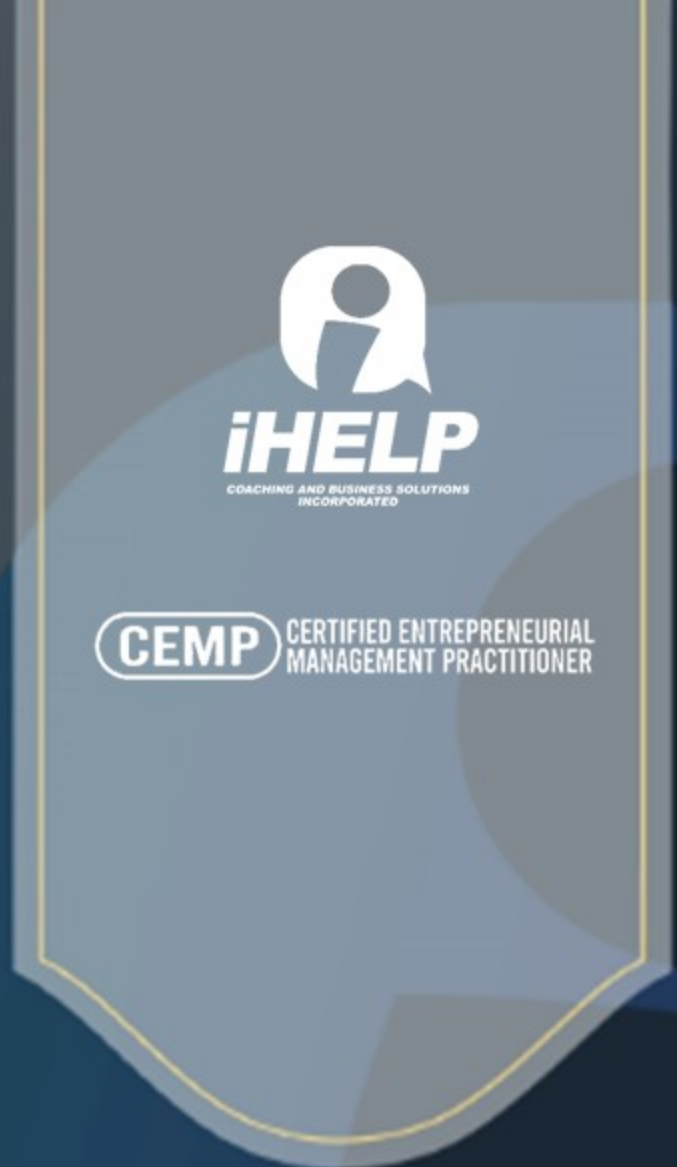 iHELP
COACHING AND BUSINESS SOLUTIONS
INCORPORATED
CEMP
CERTIFIED ENTREPRENEURIAL
MANAGEMENT PRACTITIONER